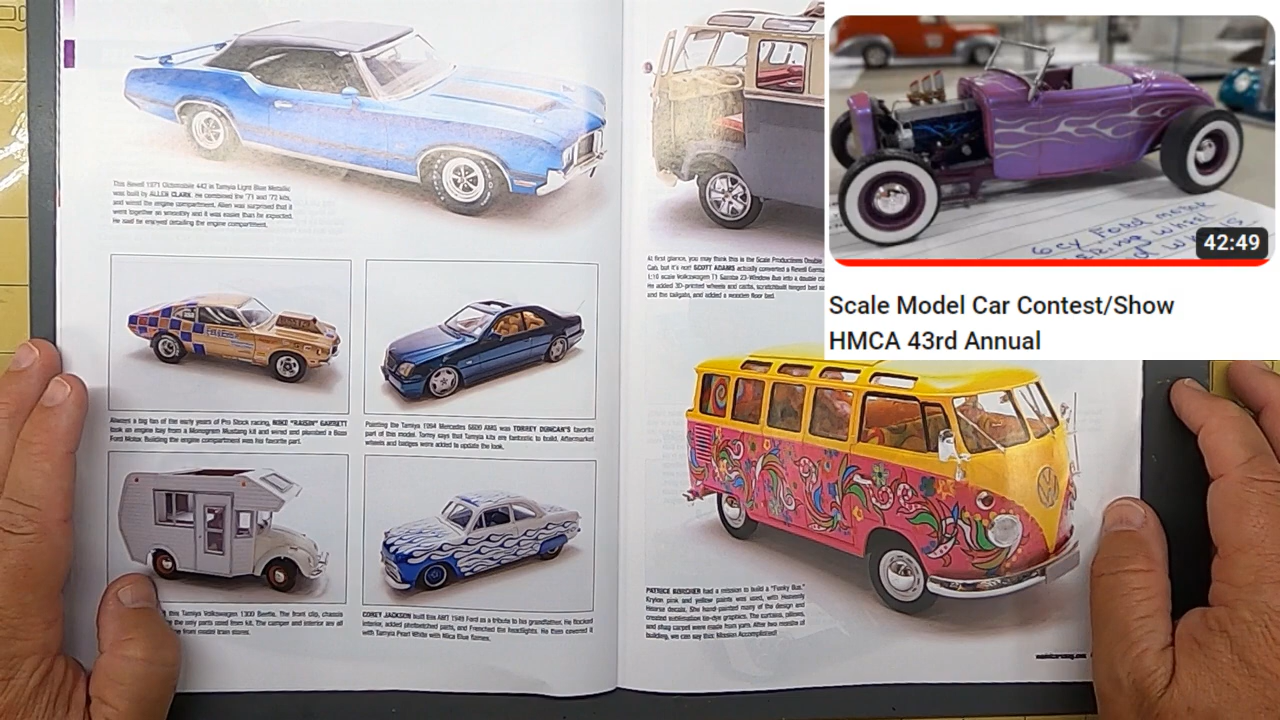 This Revell 1971 Oldsmobile 442 in Tamiya Light Blue Metallic
was built by ALLEN CLARK. He combined the '71 and '72 kits,
and wired the engine compartment. Allen was surprised that it
went together so smoothly and it was easier than he expected.
He said he enjoyed detailing the engine compartment.
Always a big fan of the early years of Pro Stock racing, MIKE "RAISIN" GARRETT
took an engine bay from a Monogram Mustang kit and wired and plumbed a Boss
Ford Motor. Building the engine compartment was his favorite part.
Painting the Tamiya 1994 Mercedes S600 AMG was TORREY DUNCAN'S favorite
part of this model. Torrey says that Tamiya kits are fantastic to build. Aftermarket
wheels and badges were added to update the look.
this Tamiya Volkswagen 1300 Beetle. The front clip, chassis
the only parts used from kit. The camper and interior are all
from model train stores.
COREY JACKSON built this AMT 1949 Ford as a tribute to his grandfather. He flocked
interior, added photoetched parts, and Frenched the headlights. He then covered it
with Tamiya Pearl White with Mica Blue flames.
At first glance, you may think this is the Scale Productions Double
Cab, but it's not! SCOTT ADAMS actually converted a Revell
1:16 scale Volkswagen T1 Samba 23-Window Bus into a double
He added 3D-printed wheels and carbs, scratchbuilt hinged bed
and the tailgate, and added a wooden floor bed.
PATRICE had a mission to build a "Funky Bus."
Krylon pink and yellow paints was used, with Heavenly
Hearse decals. She hand-painted many of the design and
created sublimation tie-dye graphics. The curtains, pillows,
and shag carpet were made from yarn. After two months of
building, we can say this: Mission Accomplished!
6cy Ford motor
wheel
42:49
Scale Model Car Contest/Show
HMCA 43rd Annual